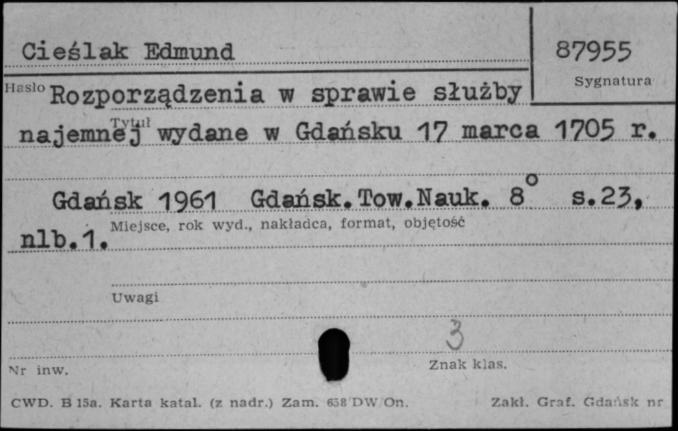 Cieślak Edmund
87955
Hasło
Sygnatura
Rozporządzenia w sprawie służby
Tytuł
najemnej wydane w Gdańsku 17 marca 1705 r.
Gdańsk 1961 Gdańsk.Tow.Nauk. 8° s.23,
Miejsce, rok wyd., nakładca, format, objętość
nlb.1.
Uwagi
3
Nr inw.
Znak klas.
CWD. B 15a. Karta katal. (z nadr.) Zam. 658 DW On.
Zakł. Graf. Gdańsk nr